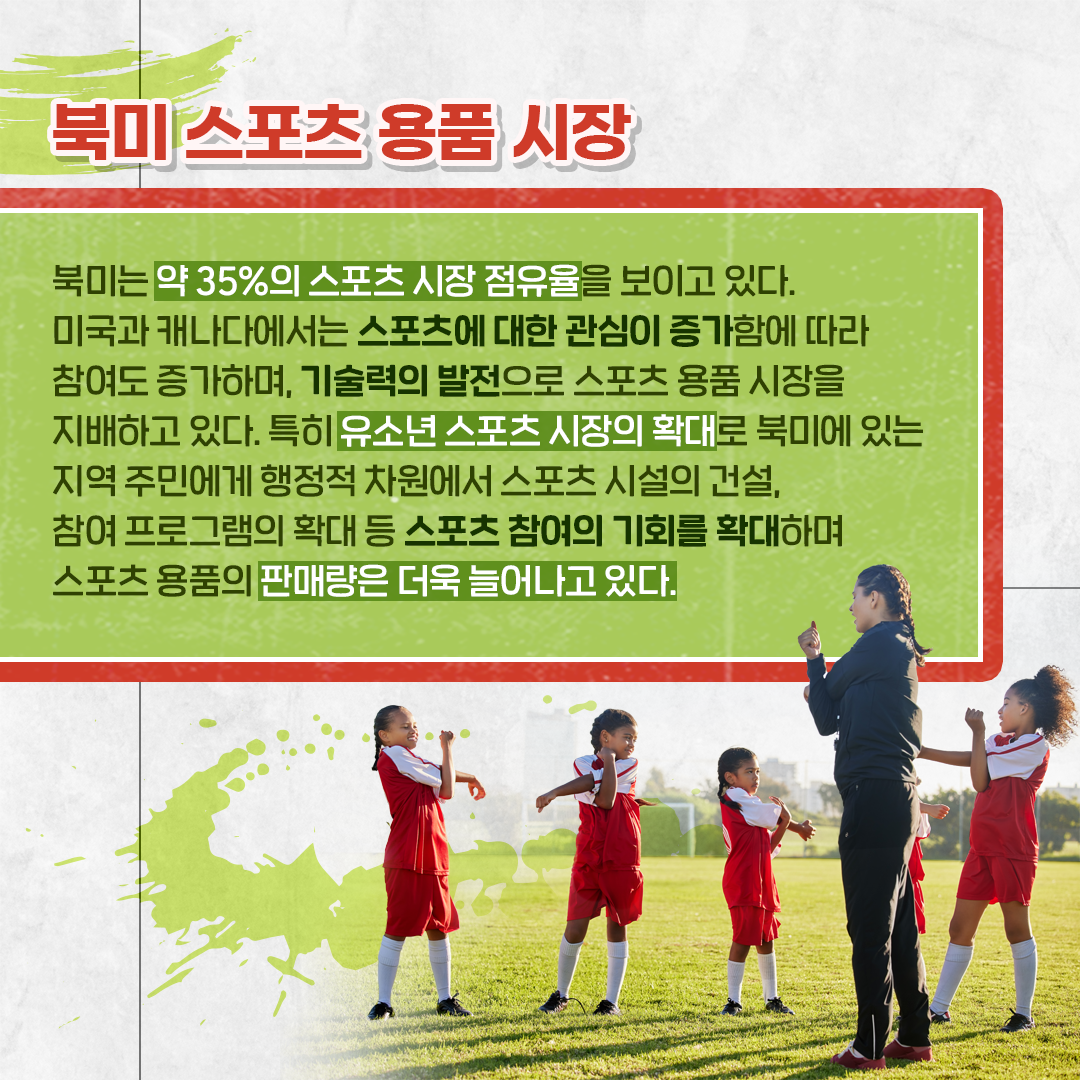 북미 스포츠 용품 시장
북미는 약 35%의 스포츠 시장 점유율을 보이고 있다.
미국과 캐나다에서는 스포츠에 대한 관심이 증가함에 따라
참여도 증가하며, 기술력의 발전으로 스포츠 용품 시장을
지배하고 있다. 특히 유소년 스포츠 시장의 확대로 북미에 있는
지역 주민에게 행정적 차원에서 스포츠 시설의 건설,
참여 프로그램의 확대 등 스포츠 참여의 기회를 확대하며
스포츠 용품의 판매량은 더욱 늘어나고 있다.